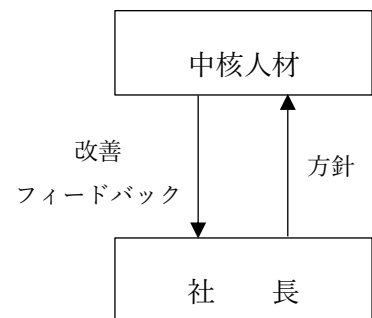 中核人材
改善
フィードバック
方針
社　　長